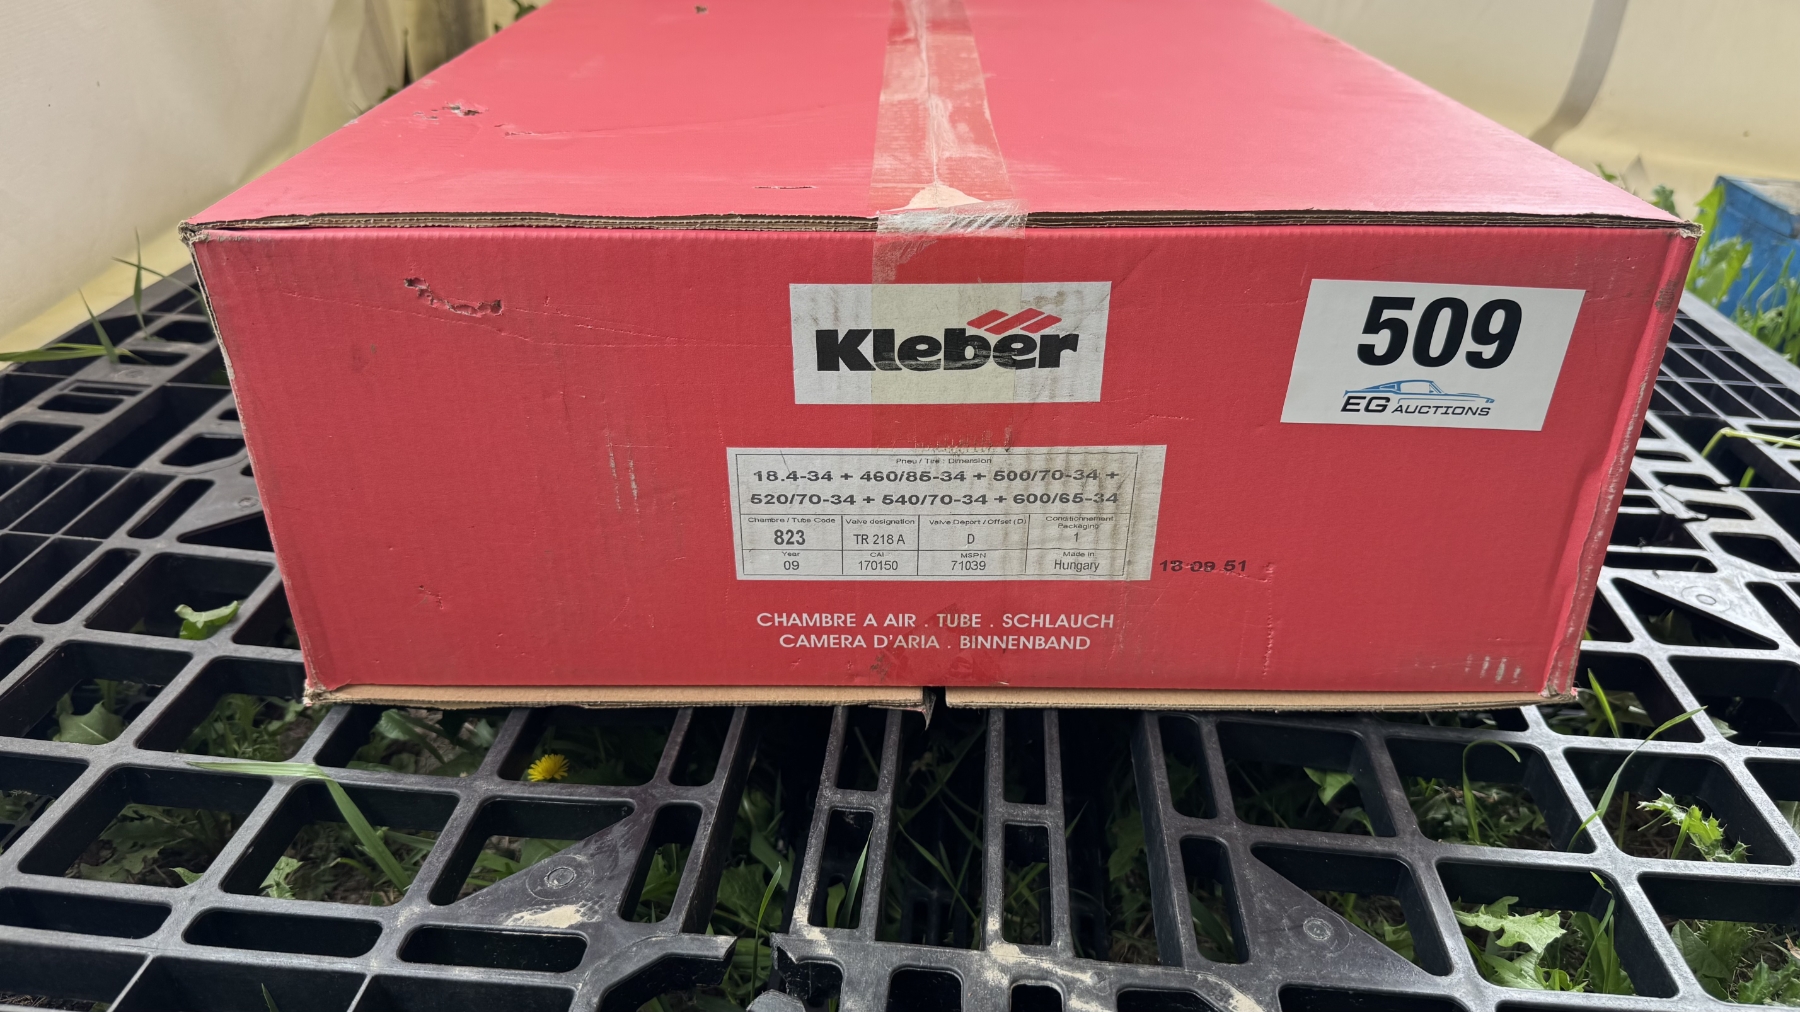 Kleber
509
EG AUCTIONS
Pneu / Tire : Dimension
18.4-34 + 460/85-34 + 500/70-34 +
520/70-34 + 540/70-34 + 600/65-34
Chambre / Tube Code Valve designation Valve Deport / Offset (D) Conditionnement Packaging
823 TR 218 A D 1
Year CAI MSPN Made in
09 170150 71039 Hungary
13 09 51
CHAMBRE A AIR . TUBE . SCHLAUCH
CAMERA D'ARIA . BINNENBAND